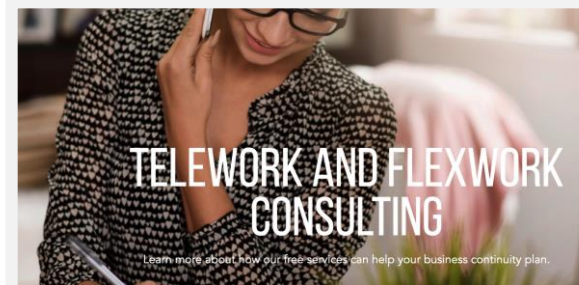 TELEWORK AND FLEXWORK
CONSULTING
Learn more about how our free services can help your business continuity plan.